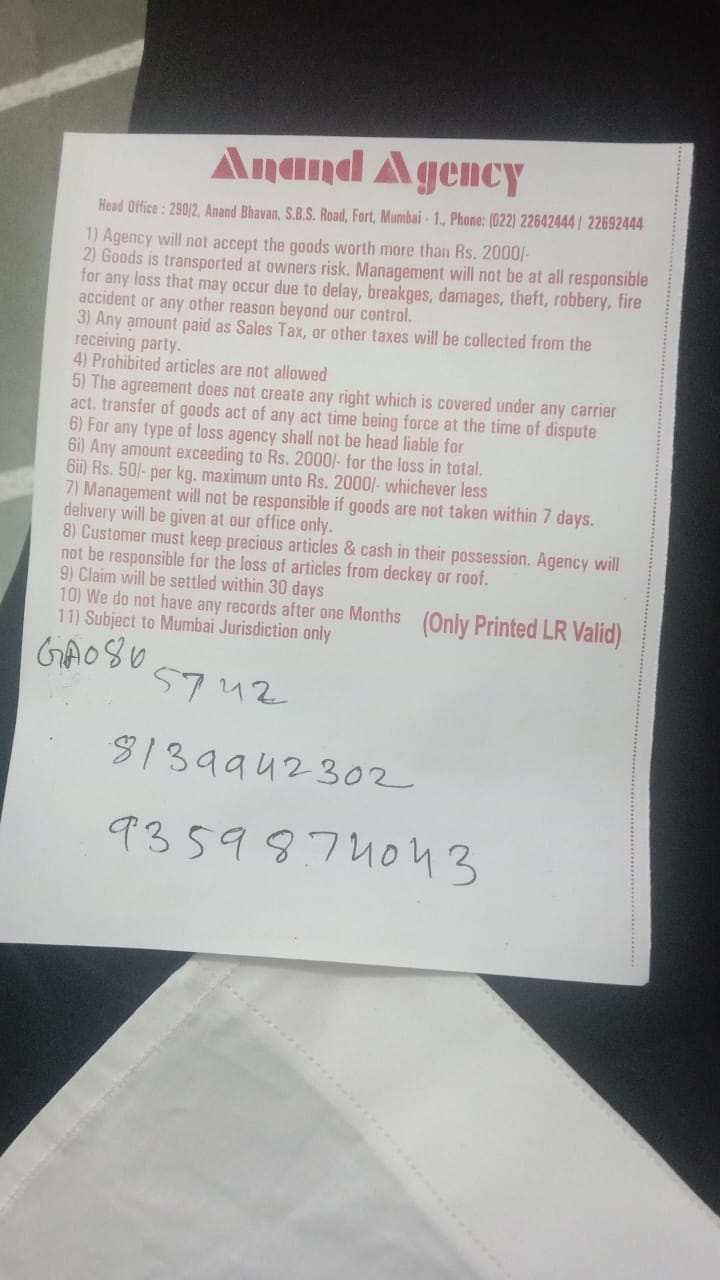 Anand Agency
Head Office : 290/2, Anand Bhavan, S.B.S. Road, Fort, Mumbai - 1., Phone: (022) 22642444 / 22692444
1) Agency will not accept the goods worth more than Rs. 2000/-
2) Goods is transported at owners risk. Management will not be at all responsible
for any loss that may occur due to delay, breakges, damages, theft, robbery, fire
accident or any other reason beyond our control.
3) Any amount paid as Sales Tax, or other taxes will be collected from the
receiving party.
4) Prohibited articles are not allowed
5) The agreement does not create any right which is covered under any carrier
act. transfer of goods act of any act time being force at the time of dispute
6) For any type of loss agency shall not be head liable for
6i) Any amount exceeding to Rs. 2000/- for the loss in total.
6ii) Rs. 50/- per kg. maximum unto Rs. 2000/- whichever less
7) Management will not be responsible if goods are not taken within 7 days.
delivery will be given at our office only.
8) Customer must keep precious articles & cash in their possession. Agency will
not be responsible for the loss of articles from deckey or roof.
9) Claim will be settled within 30 days
10) We do not have any records after one Months (Only Printed LR Valid)
11) Subject to Mumbai Jurisdiction only
5742
8139942302
9359874043